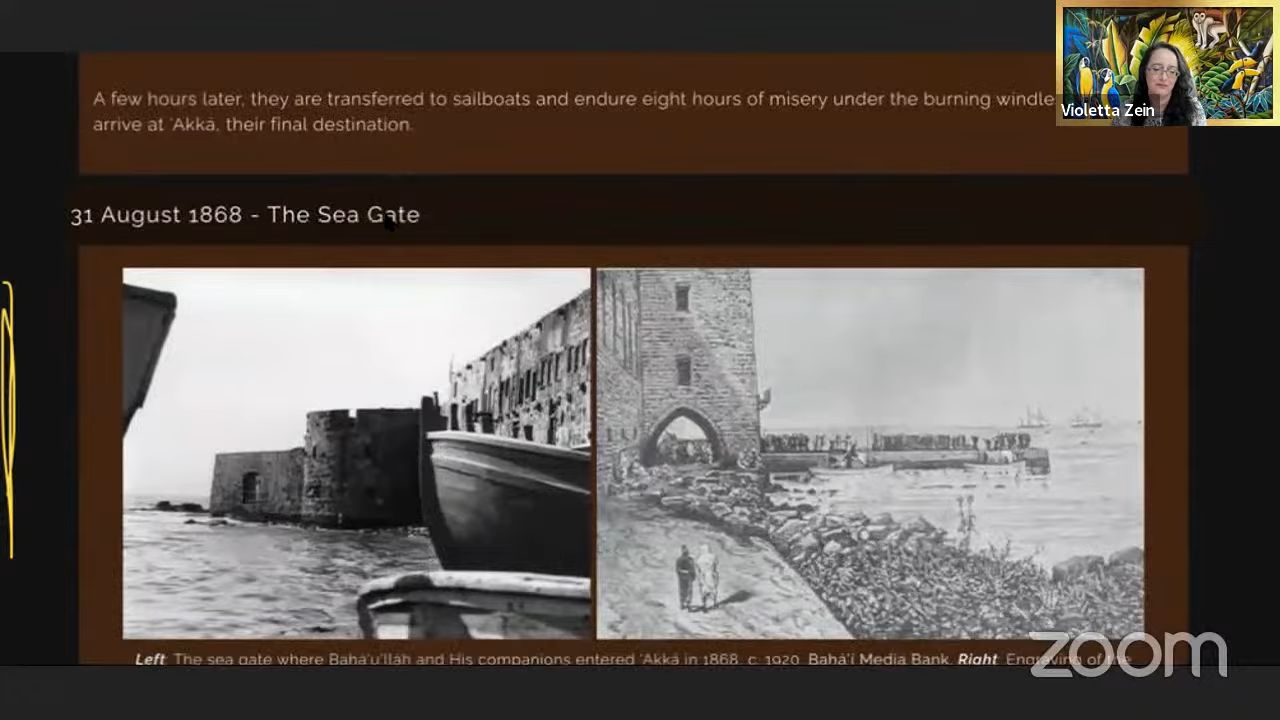 A few hours later, they are transferred to sailboats and endure eight hours of misery under the burning windle
arrive at 'Akká, their final destination.
Violetta Zein
31 August 1868 - The Sea Gate
Left The sea gate where Bahá'u'lláh and His companions entered 'Akká in 1868, c. 1920, Bahá'í Media Bank, Right Engraving of the
zoom